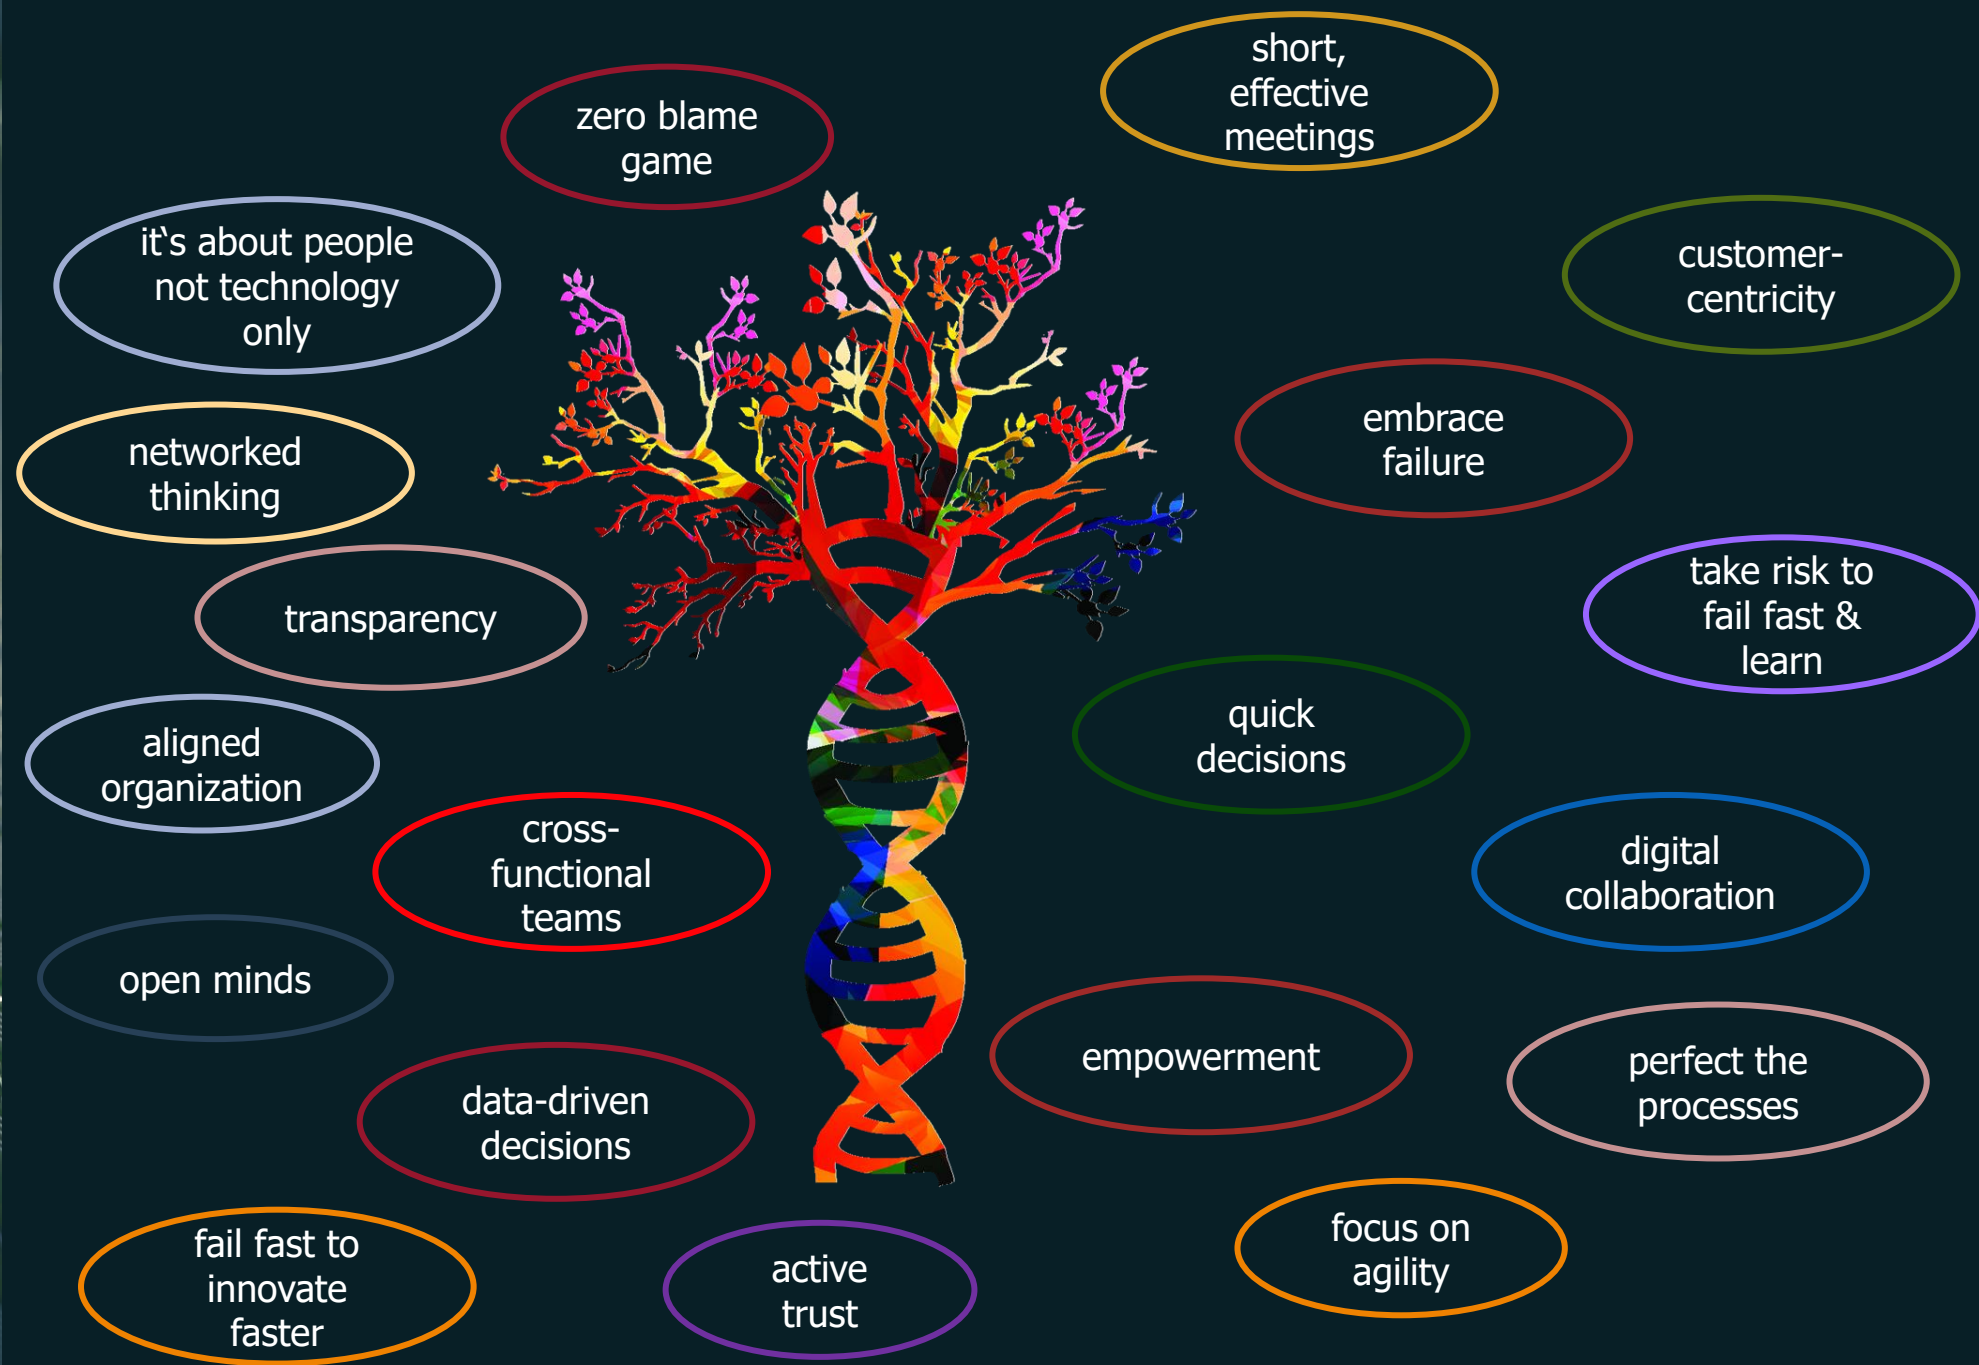 short,
effective
meetings
zero blame
game
it‘s about people
not technology
only
customer-
centricity
embrace
failure
networked
thinking
take risk to
fail fast &
learn
transparency
quick
decisions
aligned
organization
cross-
functional
teams
digital
collaboration
open minds
empowerment
perfect the
processes
data-driven
decisions
focus on
agility
fail fast to
innovate
faster
active
trust